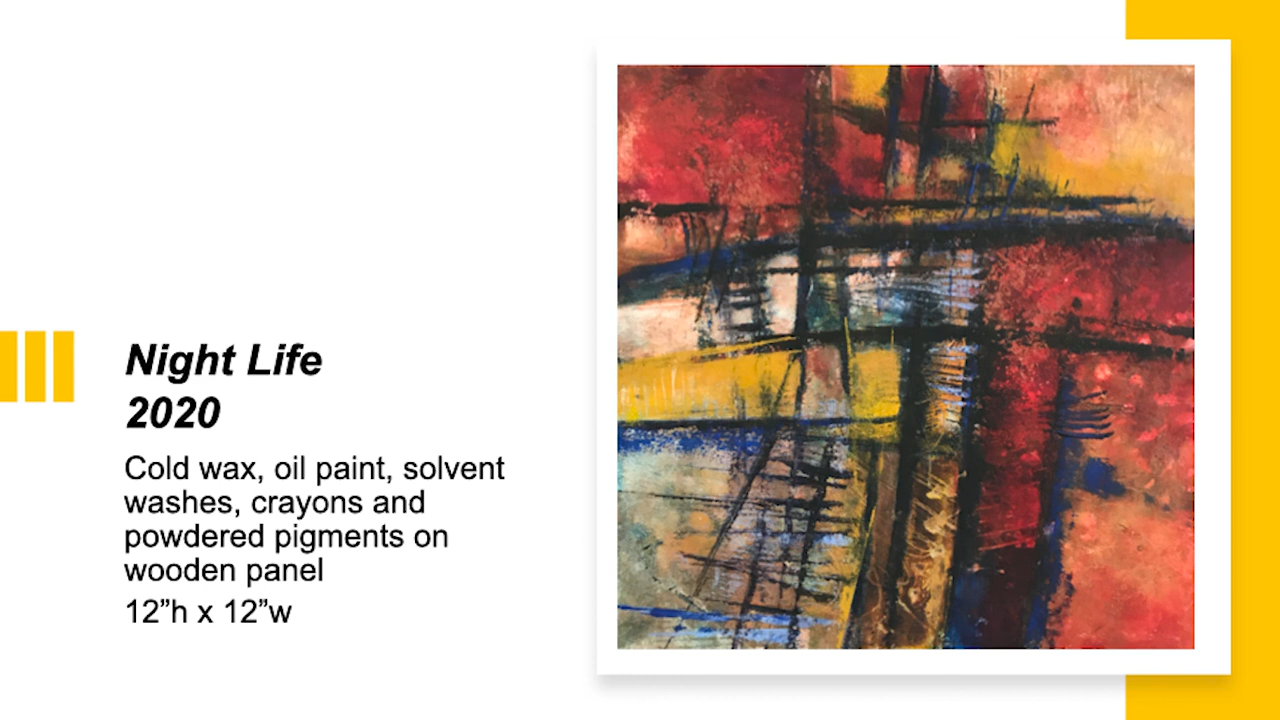 Night Life
2020
Cold wax, oil paint, solvent
washes, crayons and
powdered pigments on
wooden panel
12”h x 12”w